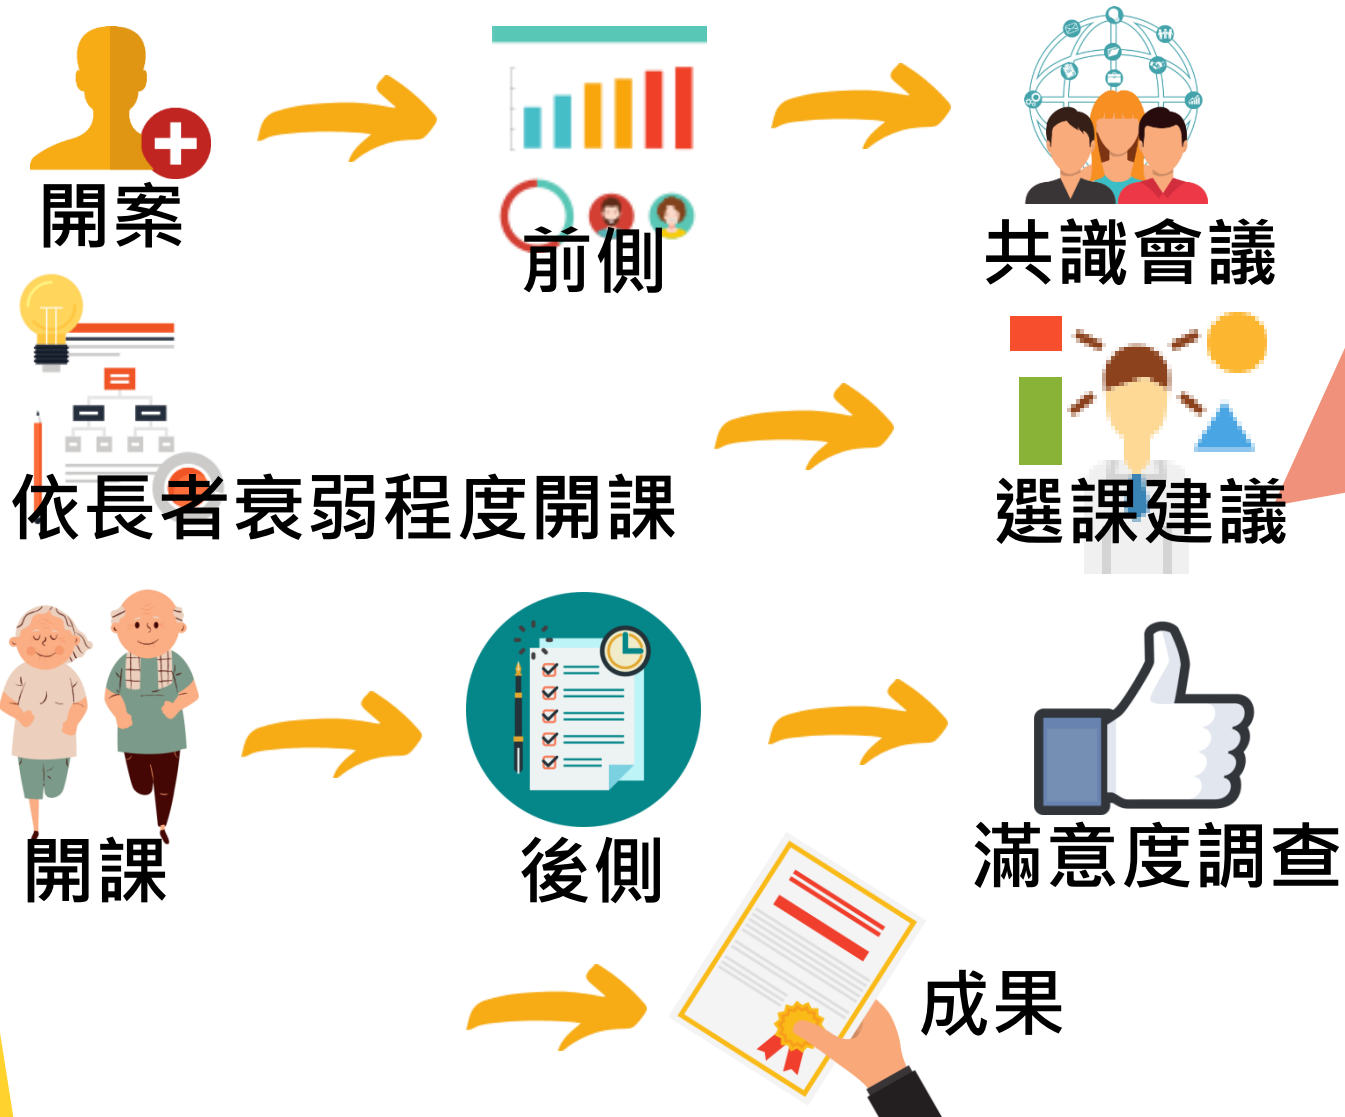 開案
前側
共識會議
依長者衰弱程度開課
選課建議
開課
後側
滿意度調查
成果